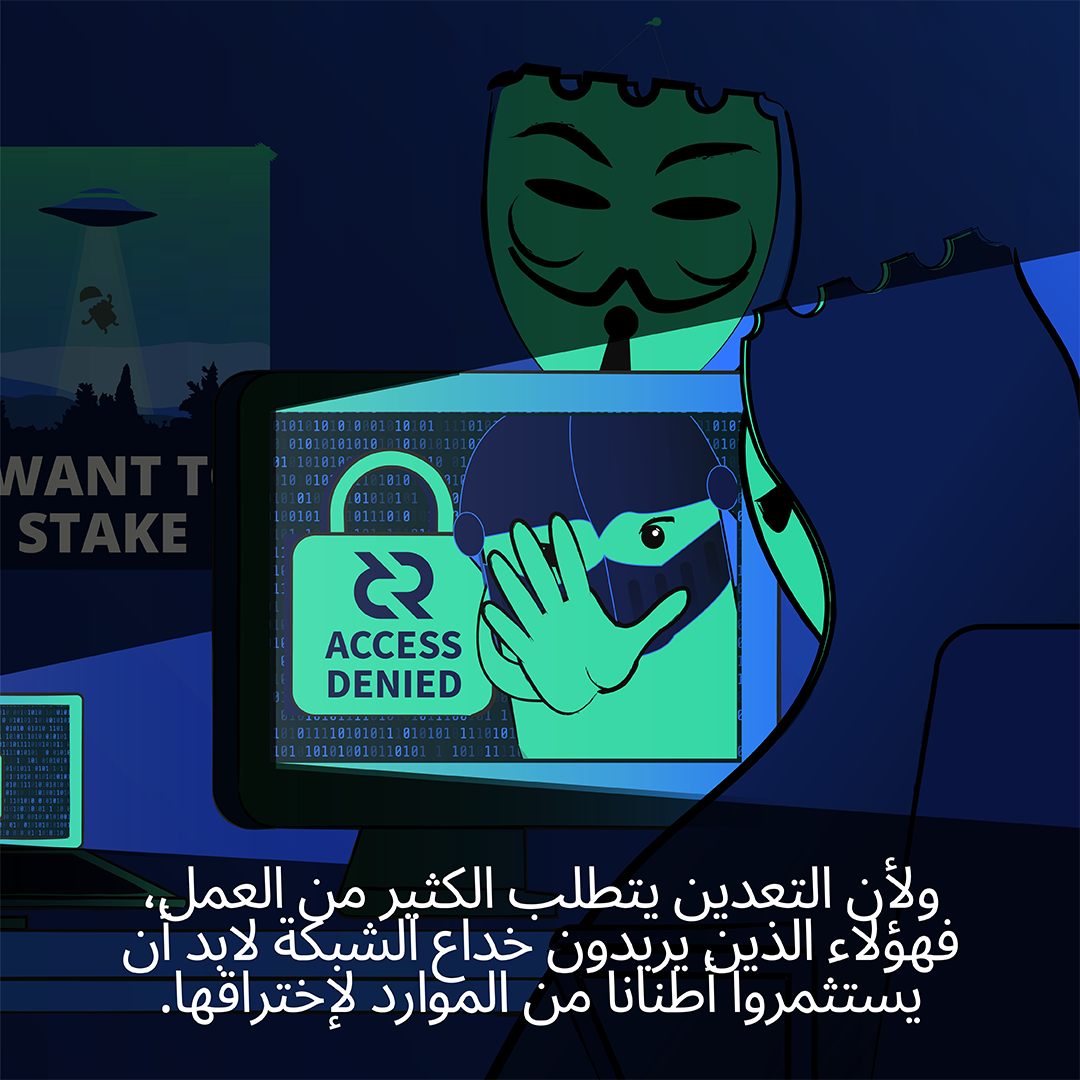 WANT TO
STAKE
ACCESS
DENIED
ولأن التعدين يتطلب الكثير من العمل،
فهؤلاء الذين يريدون خداع الشبكة لابد أن
يستثمروا أطنانا من الموارد لإختراقها.